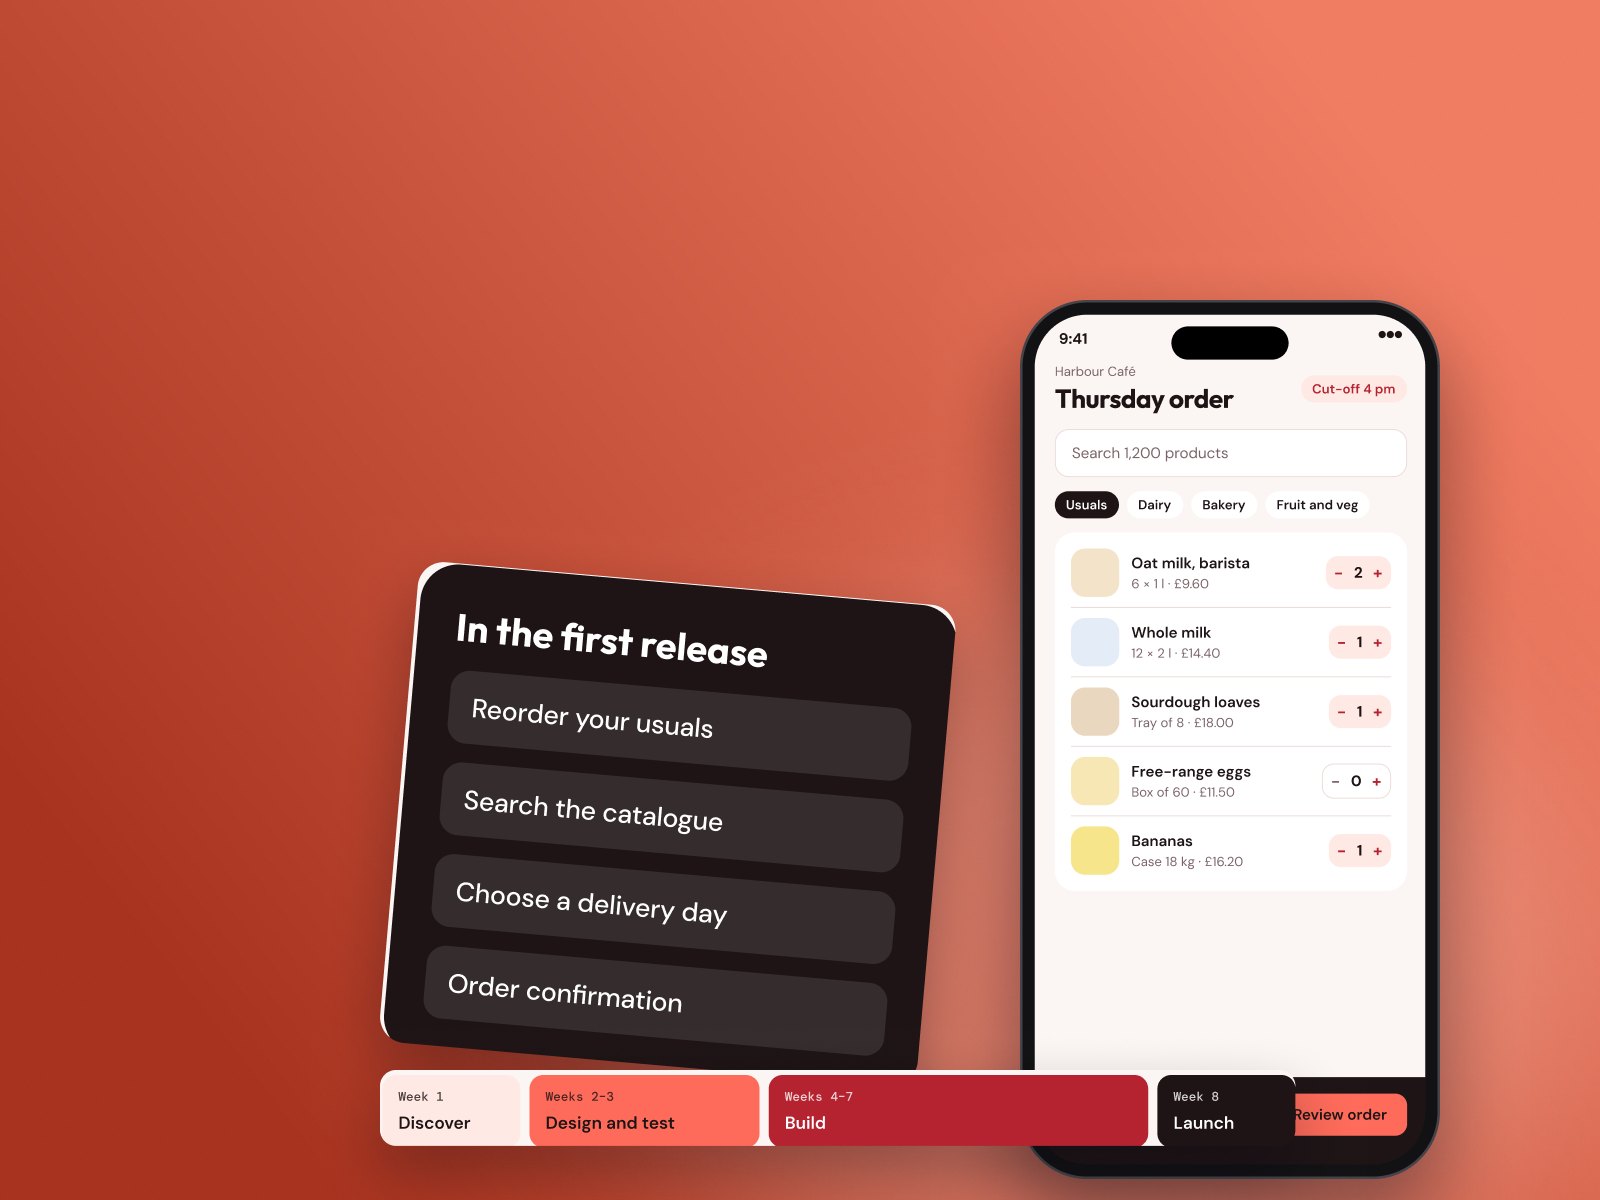 In the first release
Reorder your usuals
Search the catalogue
Choose a delivery day
Order confirmation
9:41
Harbour Café
Thursday order
Cut-off 4 pm
Search 1,200 products
Usuals
Dairy
Bakery
Fruit and veg
Oat milk, barista
6 × 1 l · £9.60
− 2 +
Whole milk
12 × 2 l · £14.40
− 1 +
Sourdough loaves
Tray of 8 · £18.00
− 1 +
Free-range eggs
Box of 60 · £11.50
− 0 +
Bananas
Case 18 kg · £16.20
− 1 +
Review order
Week 1
Discover
Weeks 2–3
Design and test
Weeks 4–7
Build
Week 8
Launch